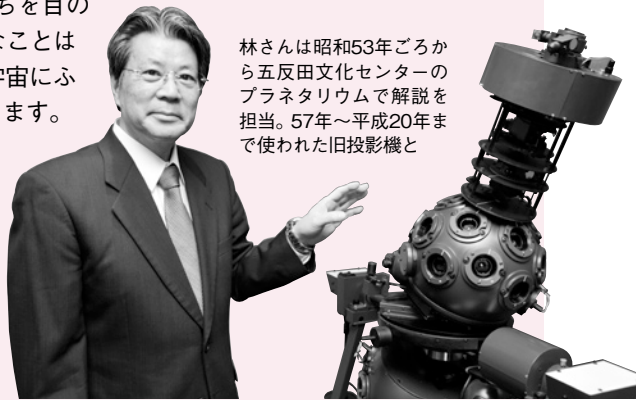 ちを目の
なことは
宇宙にふ
ます。
林さんは昭和53年ごろか
ら五反田文化センターの
プラネタリウムで解説を
担当。57年～平成20年ま
で使われた旧投影機と